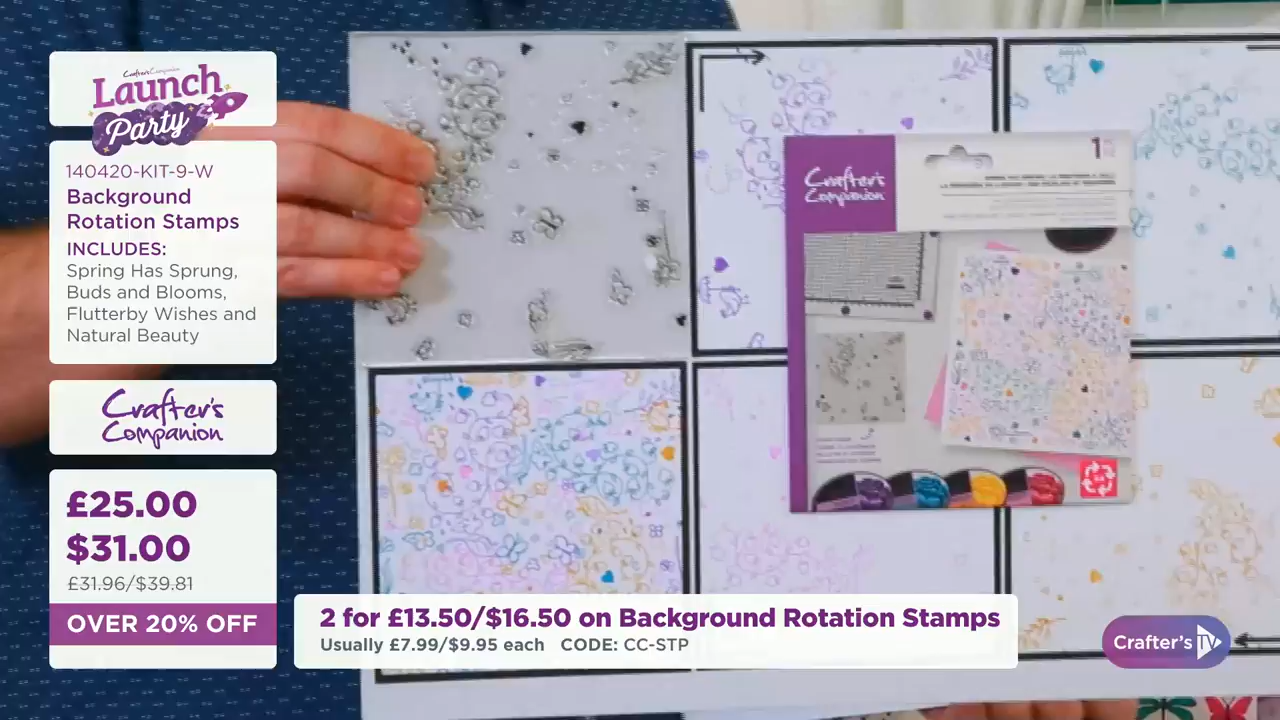 Crafter's Companion
Launch
Party
140420-KIT-9-W
Background
Rotation Stamps
INCLUDES:
Spring Has Sprung,
Buds and Blooms,
Flutterby Wishes and
Natural Beauty
Crafter's
Companion
£25.00
$31.00
£31.96/$39.81
OVER 20% OFF
Crafter's
Companion
1
2 for £13.50/$16.50 on Background Rotation Stamps
Usually £7.99/$9.95 each CODE: CC-STP
Crafter's TV